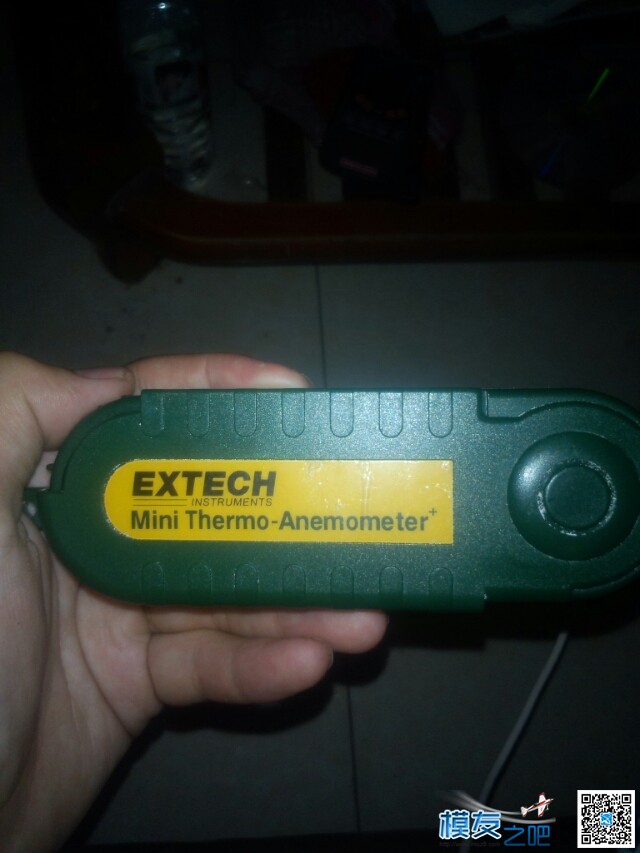 EXTECH
INSTRUMENTS
Mini Thermo-Anemometer+
模友之吧